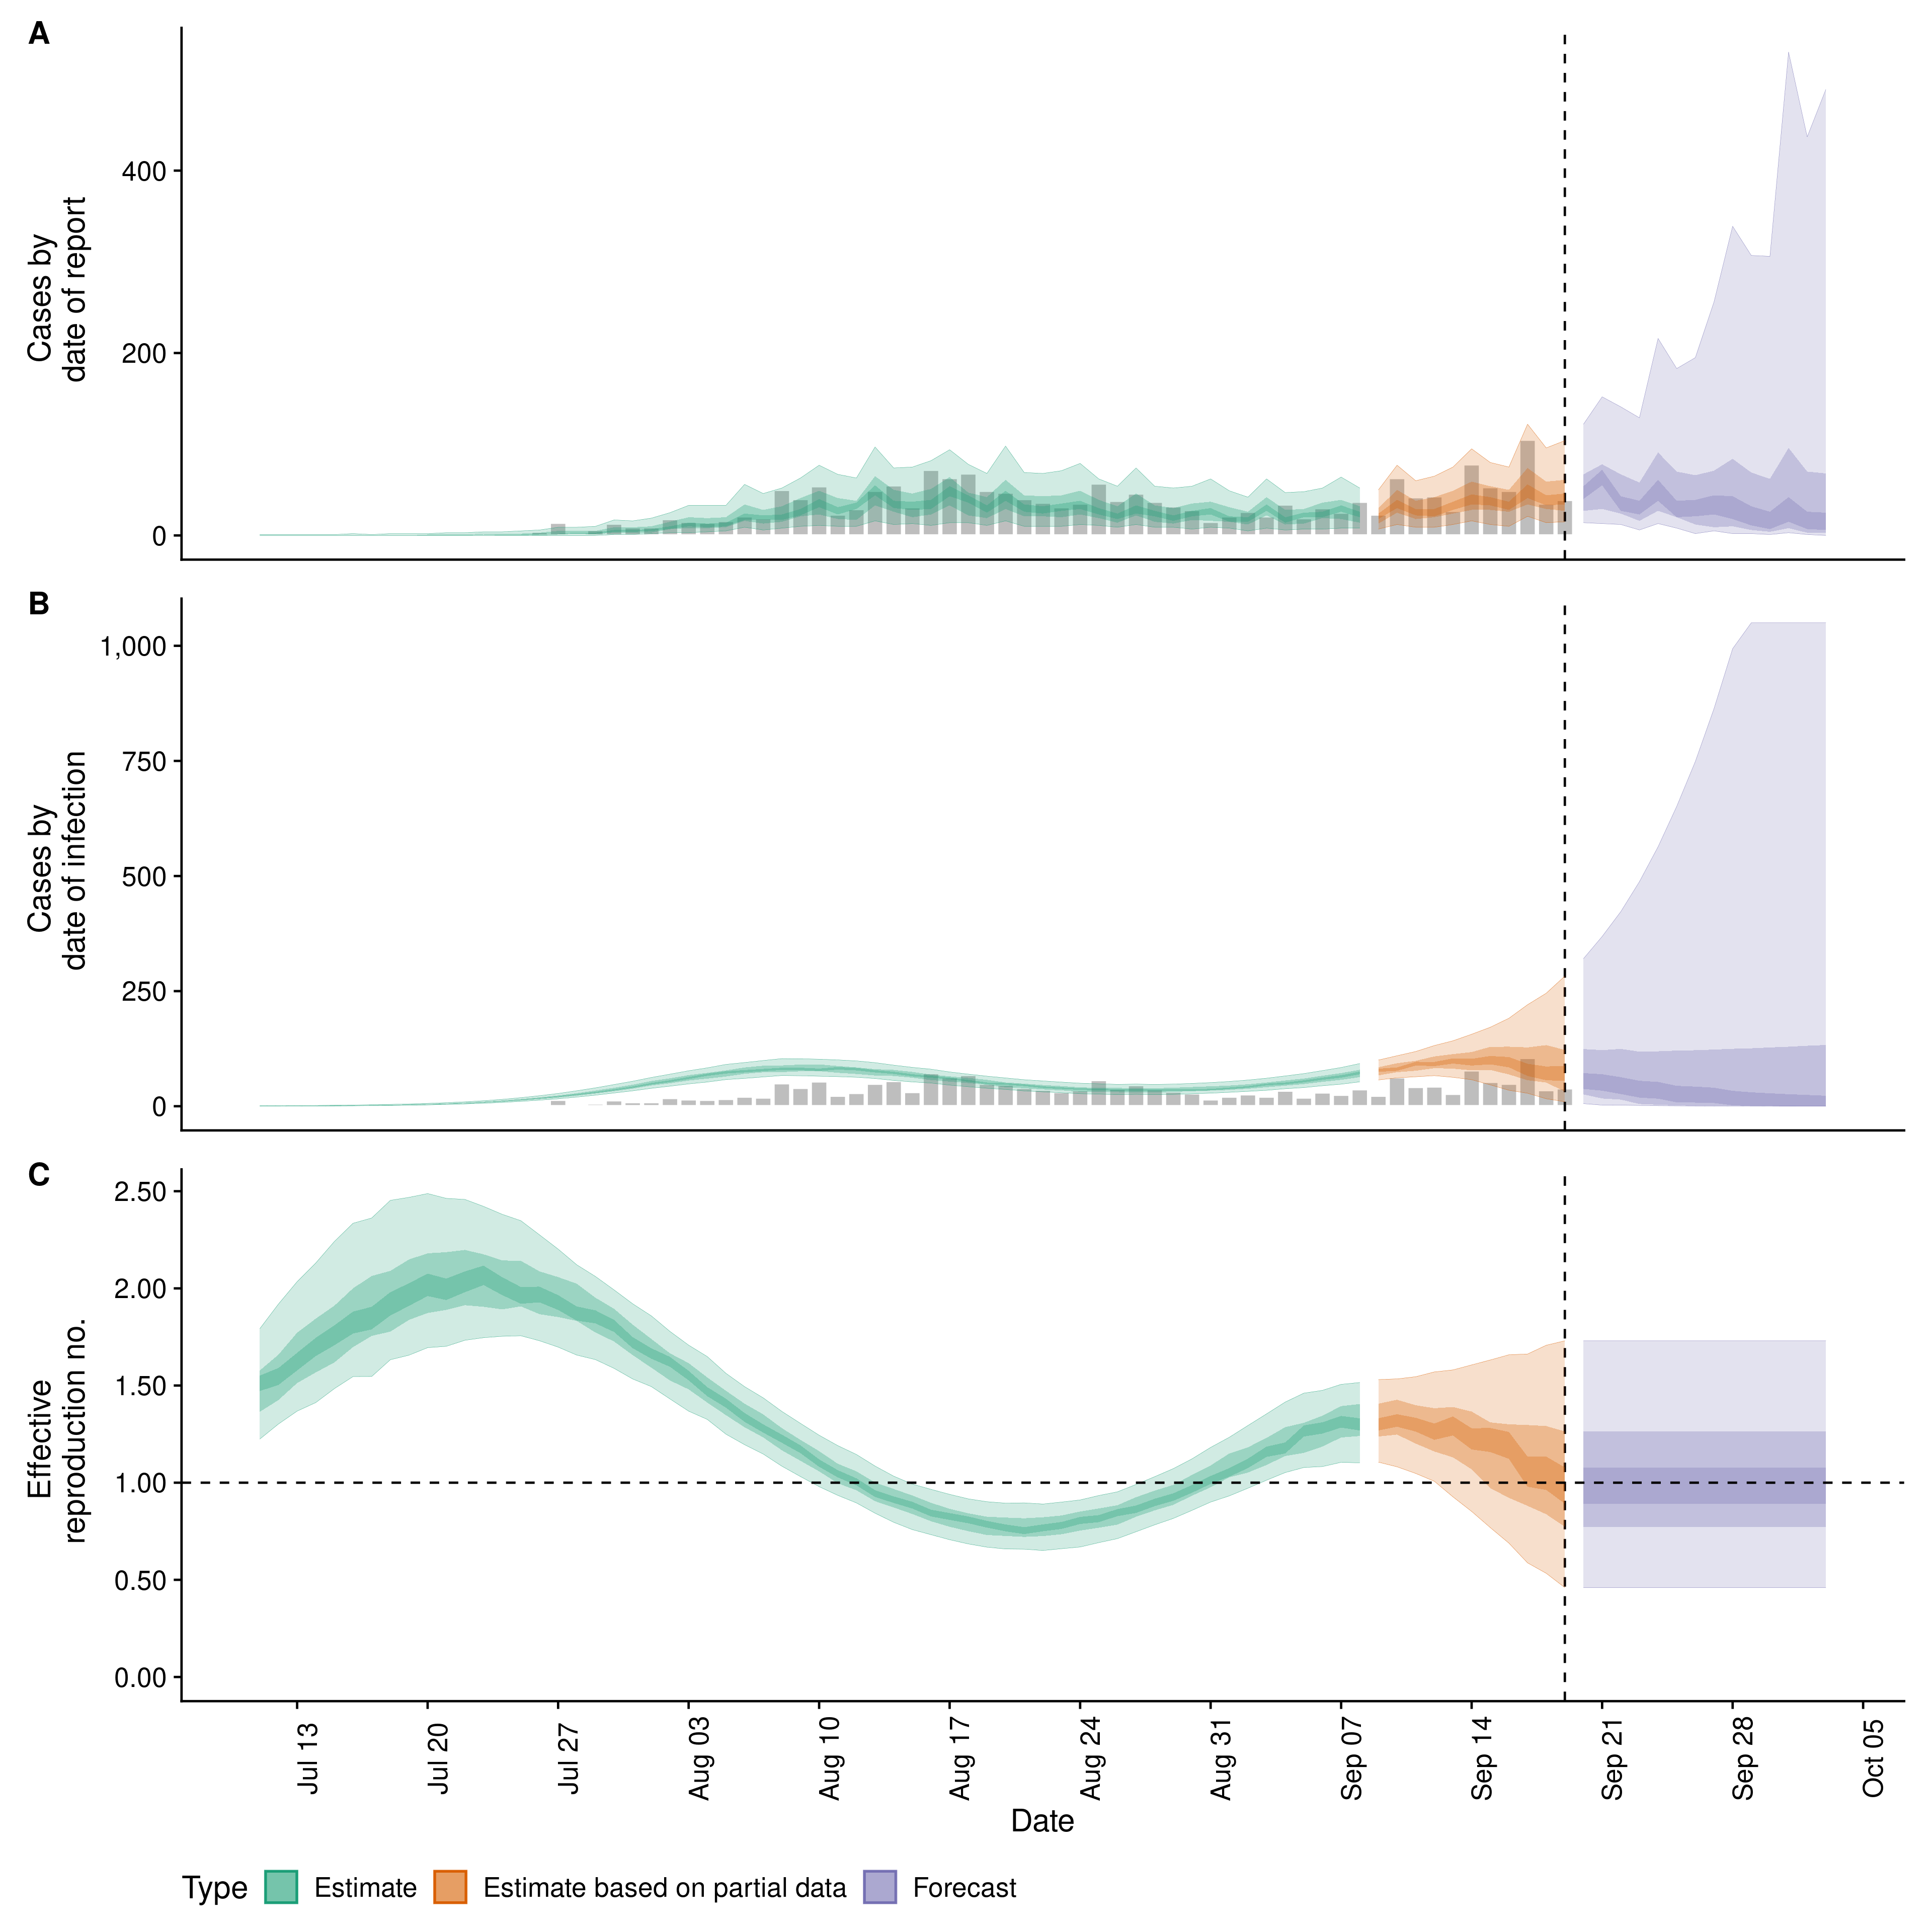 A
Cases by
date of report
400
200
0
B
Cases by
date of infection
1,000
750
500
250
0
C
Effective
reproduction no.
2.50
2.00
1.50
1.00
0.50
0.00
Jul 13
Jul 20
Jul 27
Aug 03
Aug 10
Aug 17
Aug 24
Aug 31
Sep 07
Sep 14
Sep 21
Sep 28
Oct 05
Date
Type Estimate Estimate based on partial data Forecast